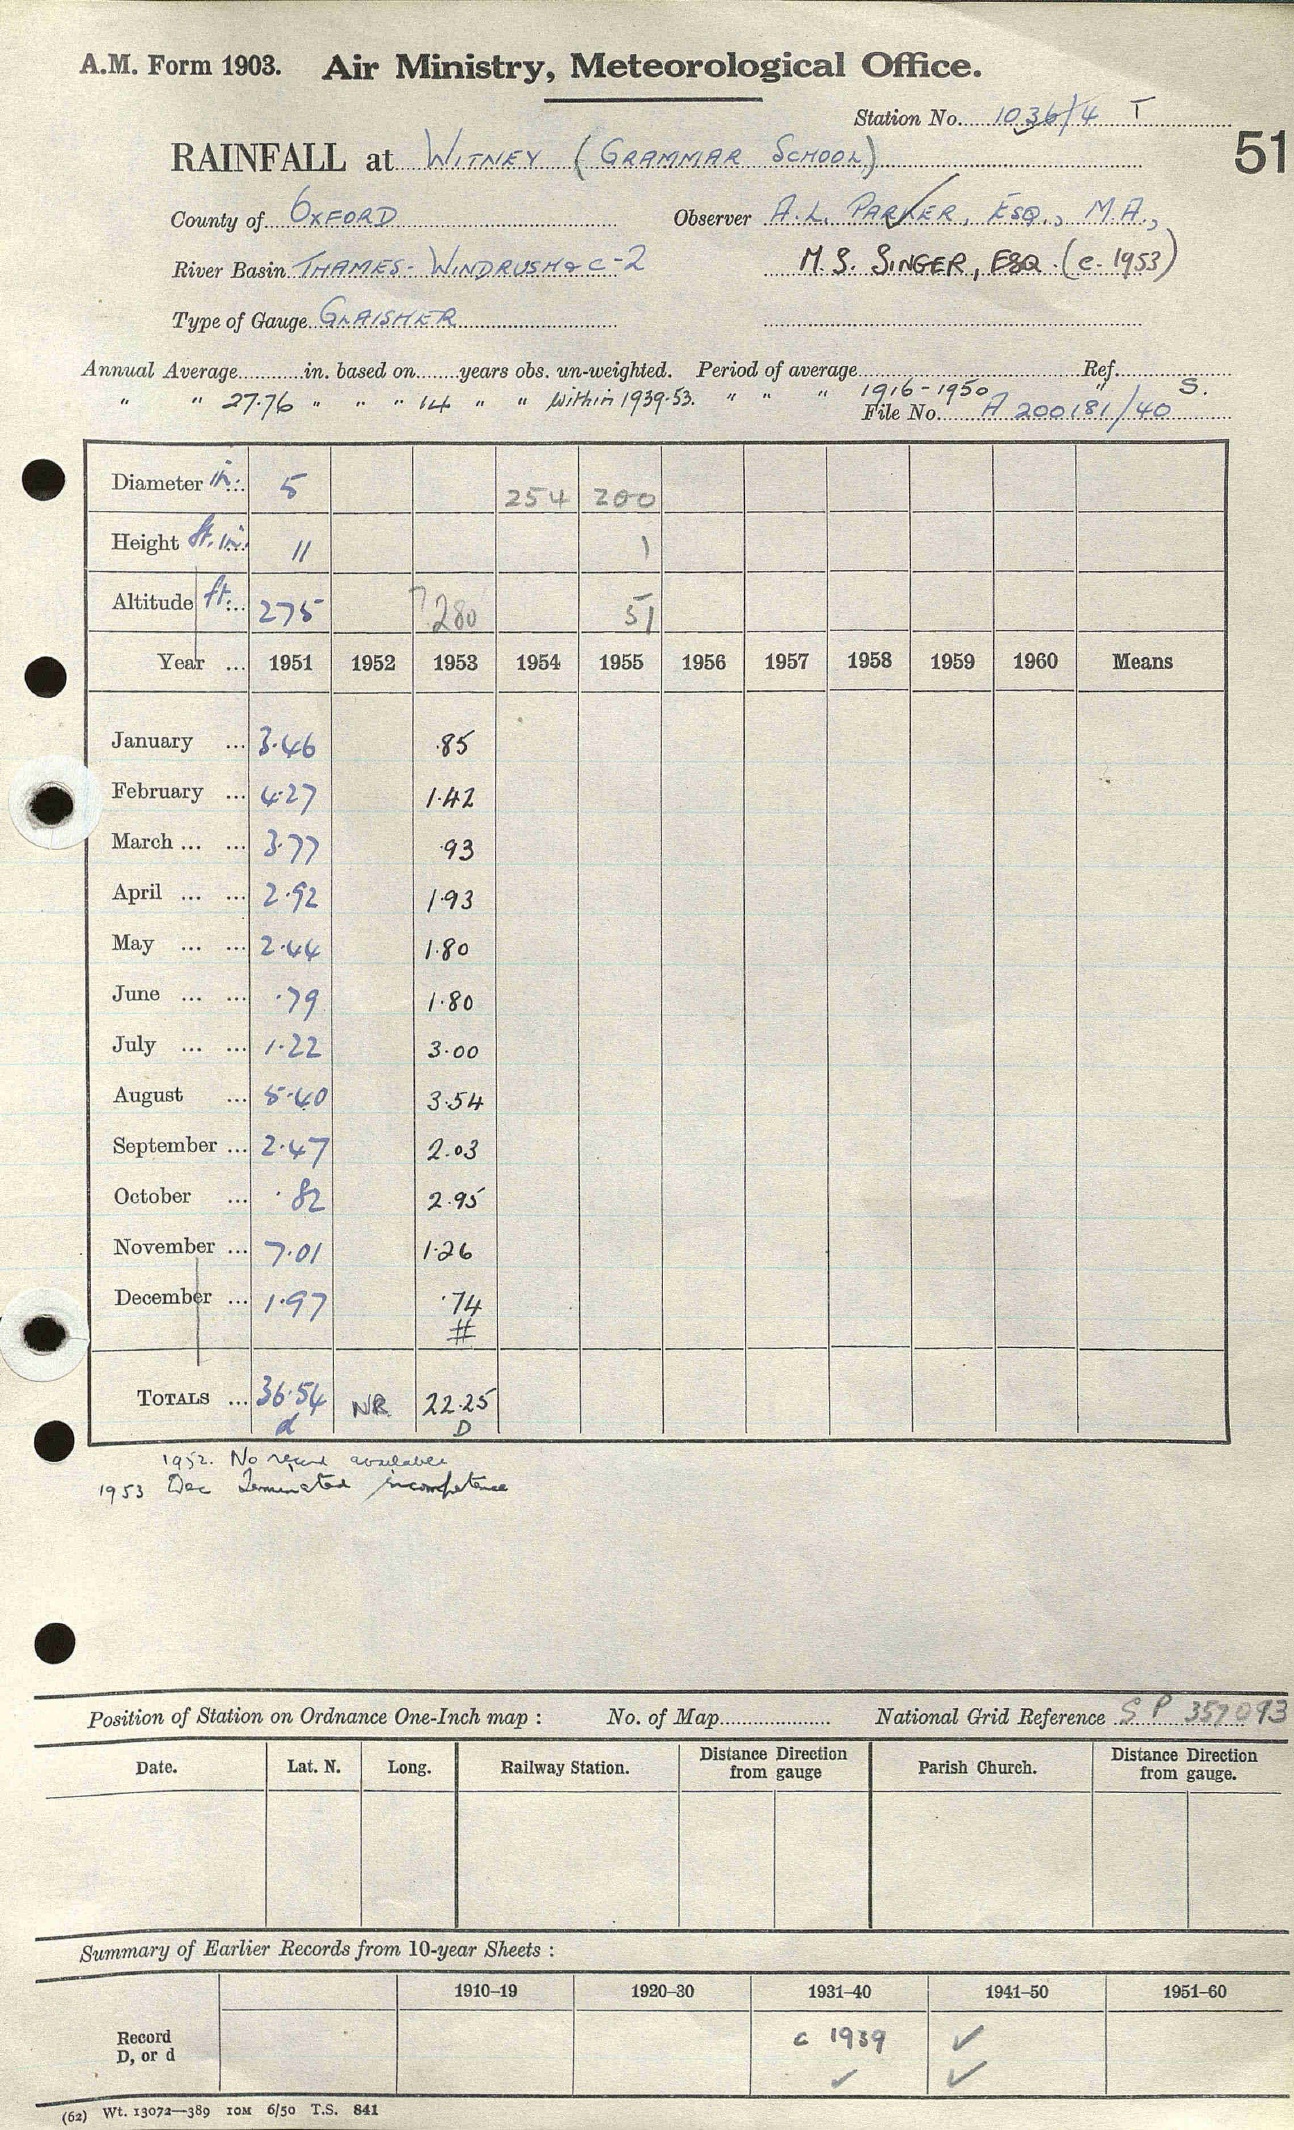 A.M. Form 1903. Air Ministry, Meteorological Office.
Station No. 1036/4 T
51
RAINFALL at WITNEY (GRAMMAR SCHOOL)
County of OXFORD Observer A.L. PARKER, ESQ., M.A.,
River Basin THAMES - WINDRUSH & C-2 M. S. SINGER, ESQ. (c. 1953)
Type of Gauge GLAISHER
Annual Average in. based on years obs. un-weighted. Period of average Ref.
" " 27.76 " " " 14 " " " within 1939-53. " " " 1916-1950 " S.
File No. A 200181/40
Diameter in. 5 254 200
Height ft. in. 11 1
Altitude ft. 275 ?280 51
Year ... 1951 1952 1953 1954 1955 1956 1957 1958 1959 1960 Means
January ... 3.46 .85
February ... 4.27 1.42
March ... ... 3.77 .93
April ... ... 2.92 1.93
May ... ... 2.44 1.80
June ... ... .79 1.80
July ... ... 1.22 3.00
August ... 5.40 3.54
September ... 2.47 2.03
October ... .82 2.95
November ... 7.01 1.26
December ... 1.97 .74
#
TOTALS ... 36.54 NR 22.25
d D
1952. No record available
1953 Dec Terminated incompetence
Position of Station on Ordnance One-Inch map : No. of Map National Grid Reference SP 357093
Date. Lat. N. Long. Railway Station. Distance Direction from gauge Parish Church. Distance Direction from gauge.
Summary of Earlier Records from 10-year Sheets :
1910–19 1920–30 1931–40 1941–50 1951–60
Record c 1939 ✓
D, or d ✓ ✓
(62) Wt. 13072—389 10M 6/50 T.S. 841